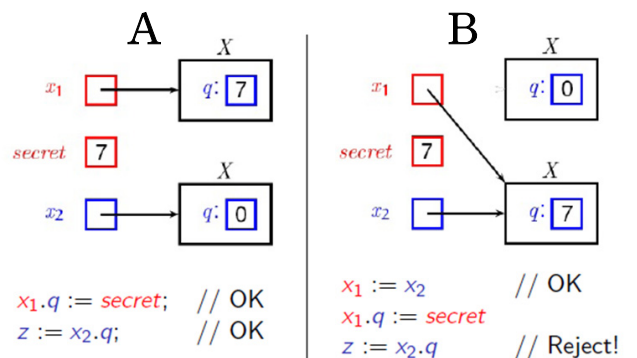 A
X
x₁
q: 7
secret 7
X
x₂
q: 0
x₁.q := secret; // OK
z := x₂.q; // OK
B
X
x₁
q: 0
secret 7
X
x₂
q: 7
x₁ := x₂ // OK
x₁.q := secret
z := x₂.q // Reject!